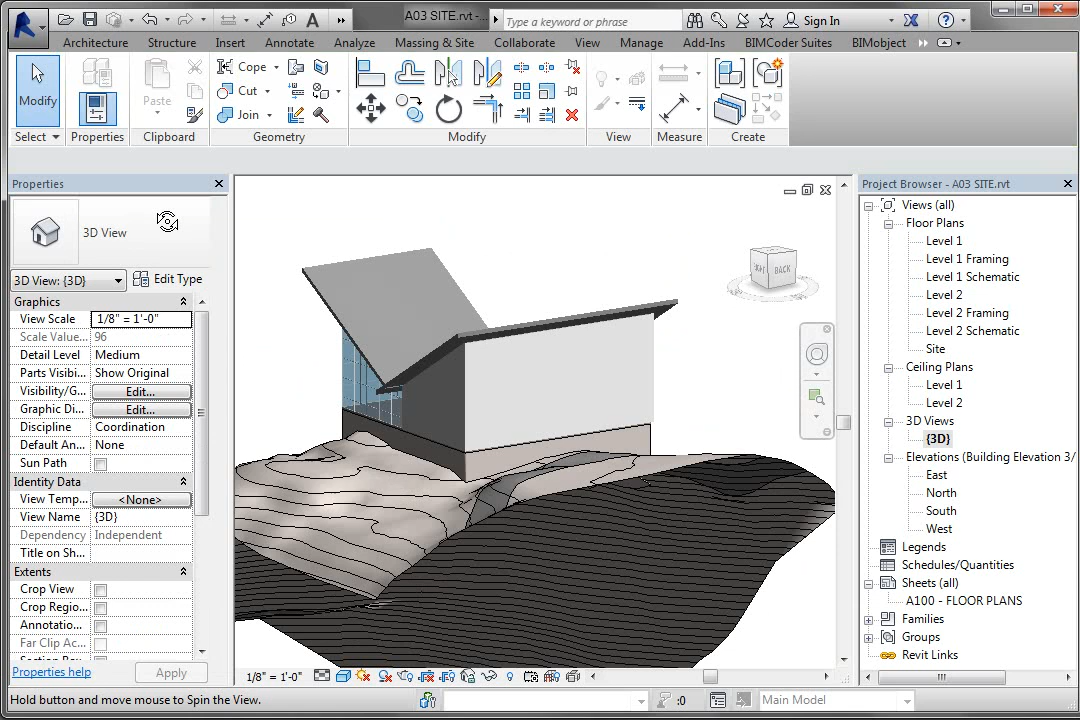 A03 SITE.rvt -...
Type a keyword or phrase
Sign In
Architecture Structure Insert Annotate Analyze Massing & Site Collaborate View Manage Add-Ins BIMCoder Suites BIMobject
Modify
Paste
Cope
Cut
Join
Select Properties Clipboard Geometry Modify View Measure Create
Properties
3D View
3D View: {3D}
Edit Type
Graphics
View Scale 1/8" = 1'-0"
Scale Value... 96
Detail Level Medium
Parts Visibi... Show Original
Visibility/G... Edit...
Graphic Di... Edit...
Discipline Coordination
Default An... None
Sun Path
Identity Data
View Temp... <None>
View Name {3D}
Dependency Independent
Title on Sh...
Extents
Crop View
Crop Regio...
Annotatio...
Far Clip Ac...
Section Box
Properties help
Apply
BACK
1/8" = 1'-0"
Project Browser - A03 SITE.rvt
Views (all)
Floor Plans
Level 1
Level 1 Framing
Level 1 Schematic
Level 2
Level 2 Framing
Level 2 Schematic
Site
Ceiling Plans
Level 1
Level 2
3D Views
{3D}
Elevations (Building Elevation 3/
East
North
South
West
Legends
Schedules/Quantities
Sheets (all)
A100 - FLOOR PLANS
Families
Groups
Revit Links
Hold button and move mouse to Spin the View.
:0
Main Model